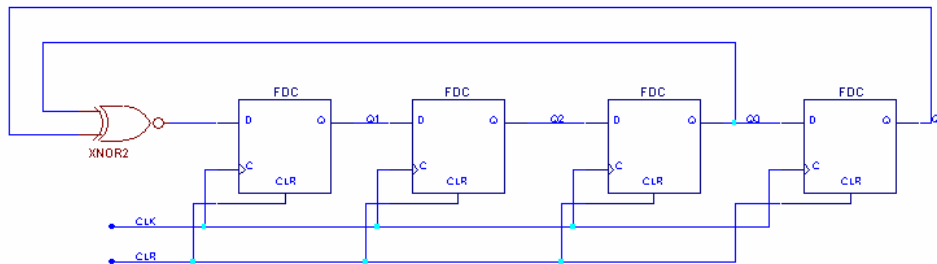 FDC FDC FDC FDC
D Q Q1 D Q Q2 D Q Q3 D Q
XNOR2
C C C C
CLR CLR CLR CLR
CLK
CLR